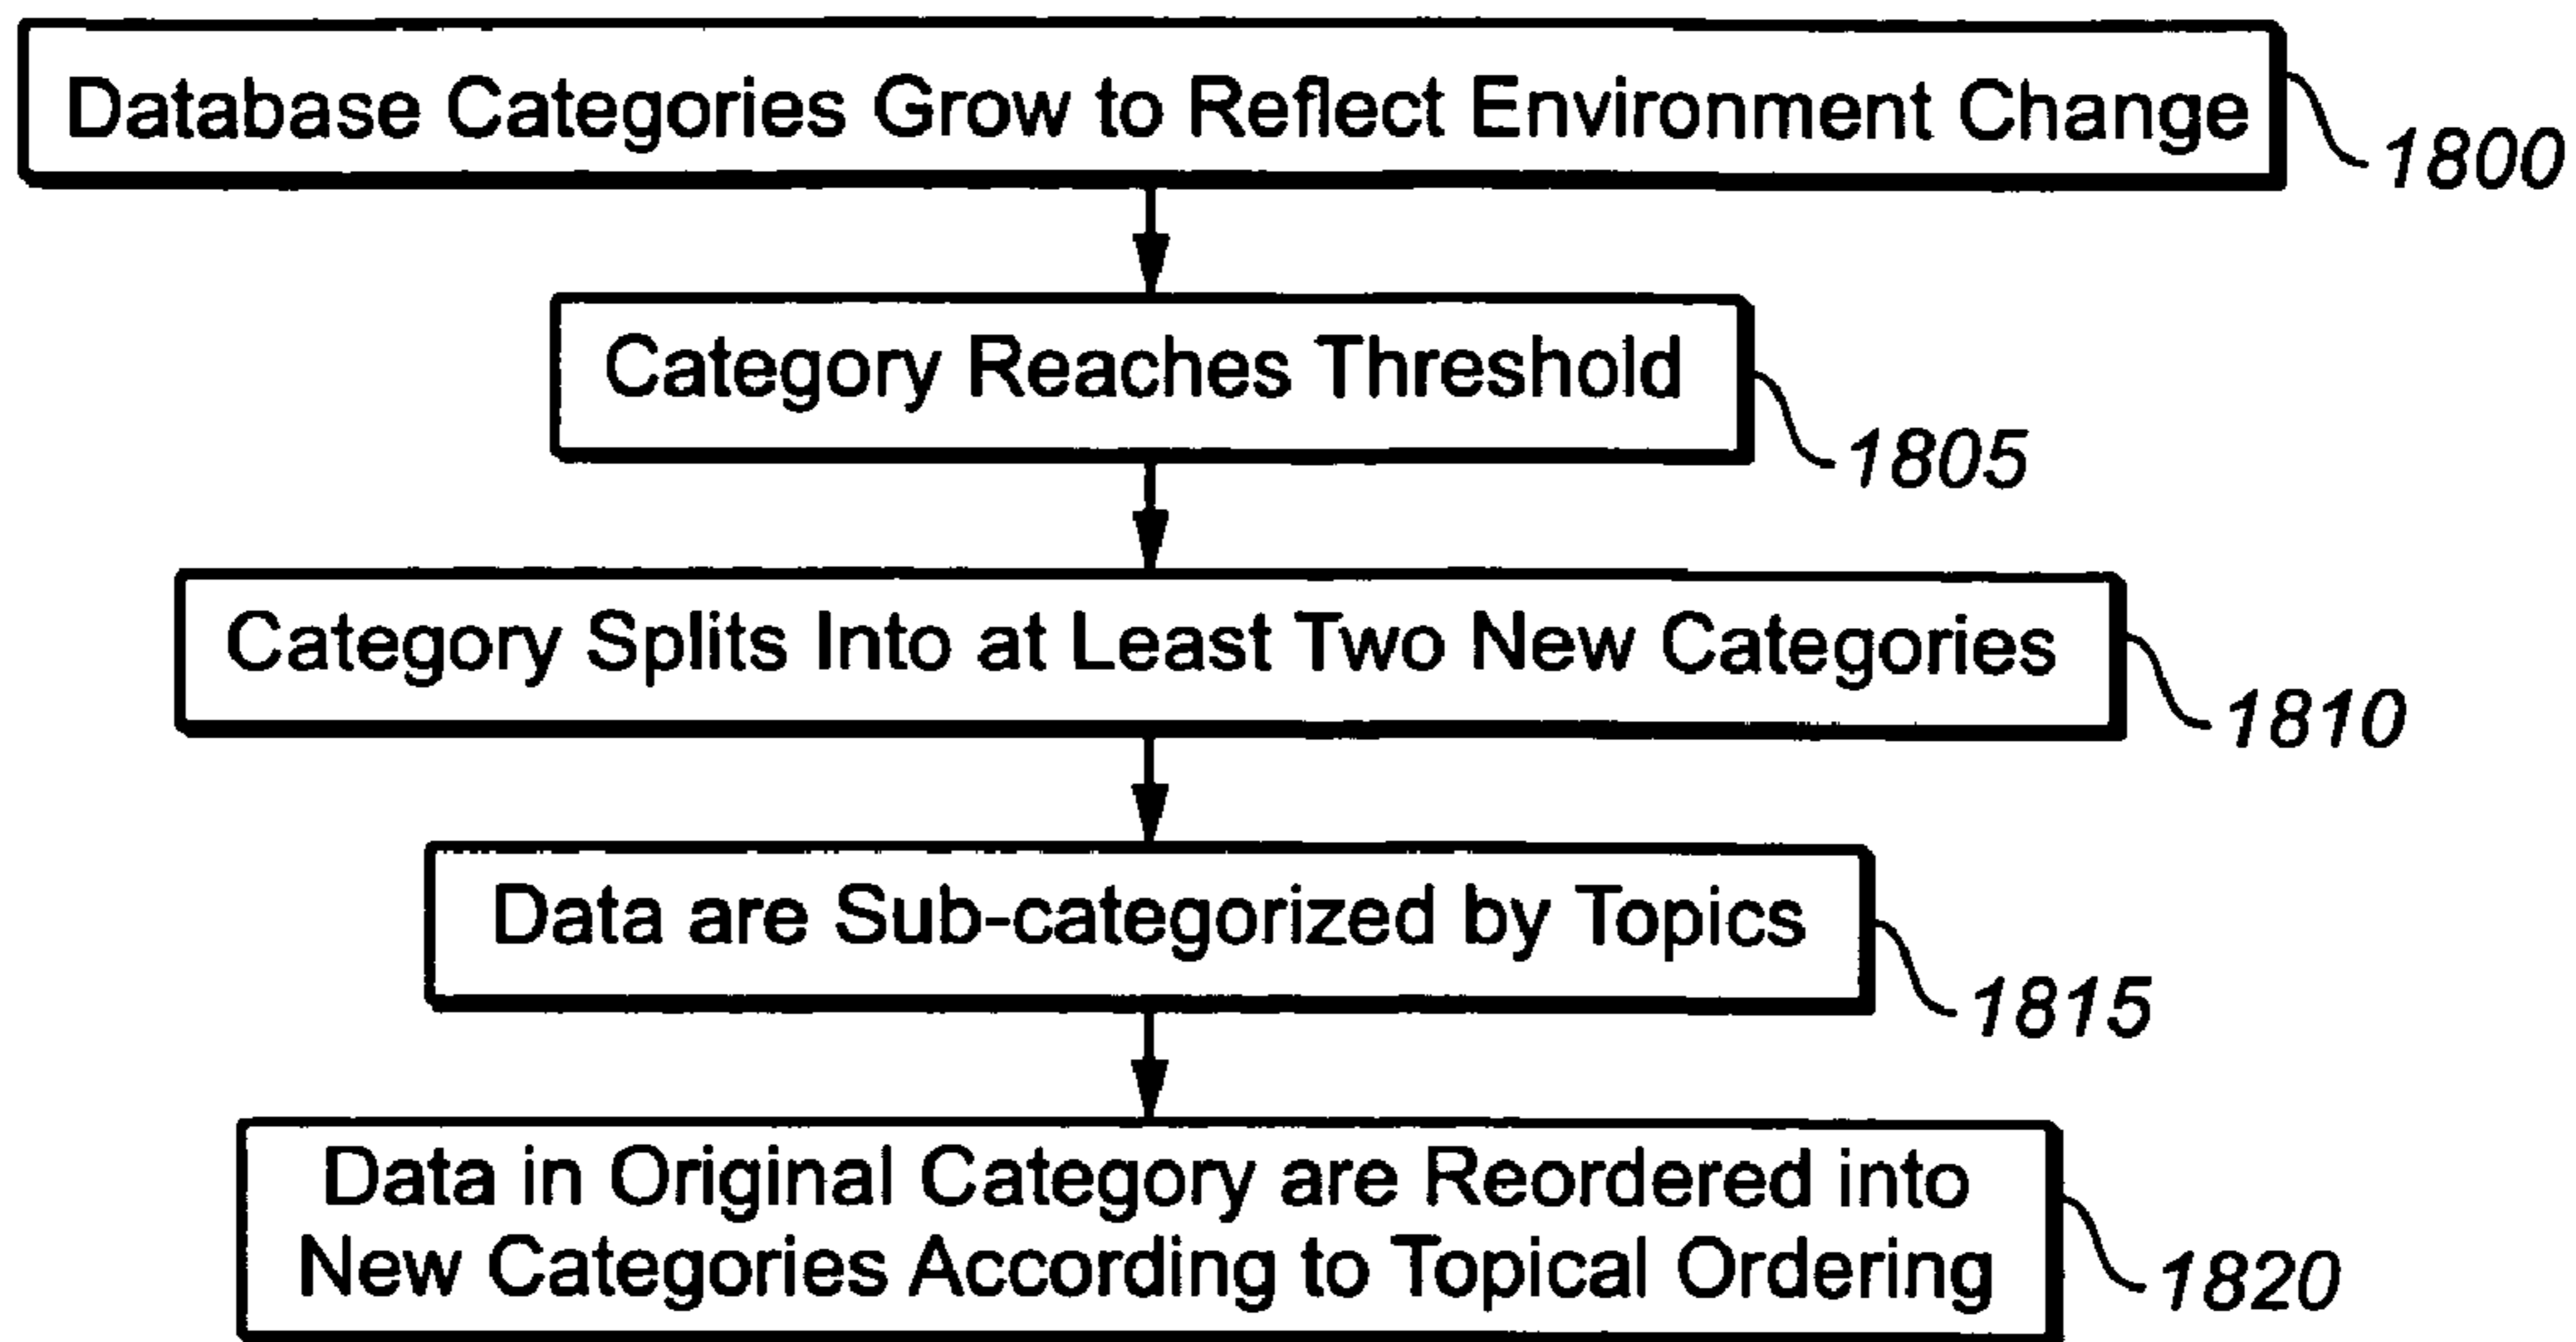 Database Categories Grow to Reflect Environment Change
1800
Category Reaches Threshold
1805
Category Splits Into at Least Two New Categories
1810
Data are Sub-categorized by Topics
1815
Data in Original Category are Reordered into
New Categories According to Topical Ordering
1820